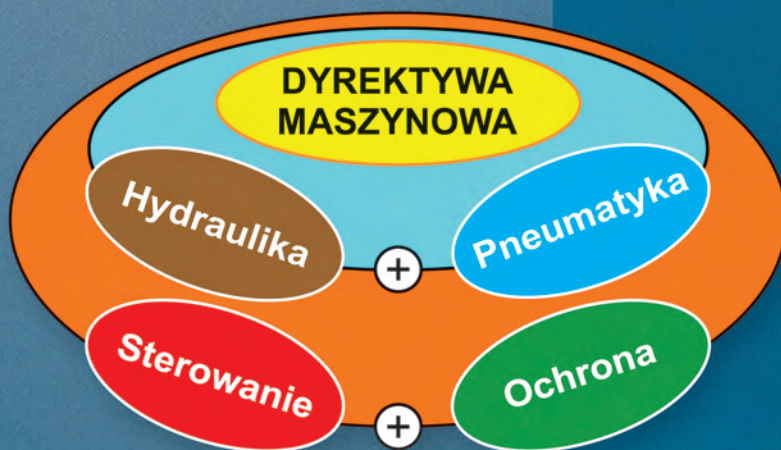 DYREKTYWA
MASZYNOWA
Hydraulika
Pneumatyka
+
Sterowanie
Ochrona
+